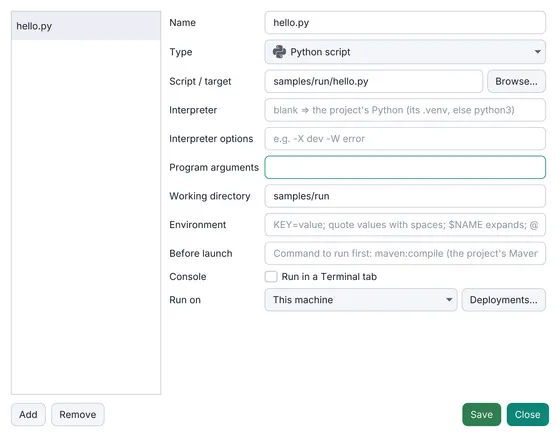 hello.py
Name
hello.py
Type
Python script
Script / target
samples/run/hello.py
Browse...
Interpreter
blank => the project's Python (its .venv, else python3)
Interpreter options
e.g. -X dev -W error
Program arguments
Working directory
samples/run
Environment
KEY=value; quote values with spaces; $NAME expands; @
Before launch
Command to run first: maven:compile (the project's Maven
Console
Run in a Terminal tab
Run on
This machine
Deployments...
Add
Remove
Save
Close